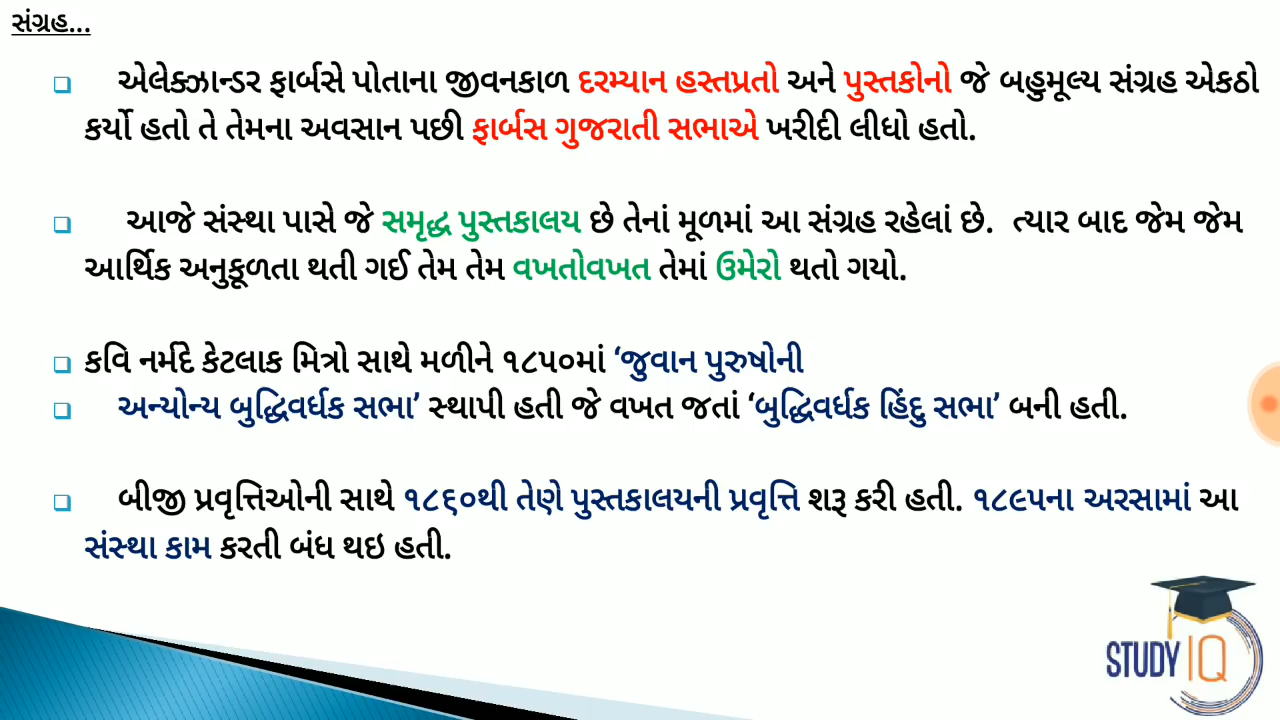 સંગ્રહ...
એલેક્ઝાન્ડર ફાર્બસે પોતાના જીવનકાળ દરમ્યાન હસ્તપ્રતો અને પુસ્તકોનો જે બહુમૂલ્ય સંગ્રહ એકઠો
કર્યો હતો તે તેમના અવસાન પછી ફાર્બસ ગુજરાતી સભાએ ખરીદી લીધો હતો.
આજે સંસ્થા પાસે જે સમૃદ્ધ પુસ્તકાલય છે તેનાં મૂળમાં આ સંગ્રહ રહેલાં છે. ત્યાર બાદ જેમ જેમ
આર્થિક અનુકૂળતા થતી ગઈ તેમ તેમ વખતોવખત તેમાં ઉમેરો થતો ગયો.
કવિ નર્મદે કેટલાક મિત્રો સાથે મળીને ૧૮૫૦માં ‘જુવાન પુરુષોની
અન્યોન્ય બુદ્ધિવર્ધક સભા’ સ્થાપી હતી જે વખત જતાં ‘બુદ્ધિવર્ધક હિંદુ સભા’ બની હતી.
બીજી પ્રવૃત્તિઓની સાથે ૧૮૬૦થી તેણે પુસ્તકાલયની પ્રવૃત્તિ શરૂ કરી હતી. ૧૮૯૫ના અરસામાં આ
સંસ્થા કામ કરતી બંધ થઇ હતી.
STUDY IQ